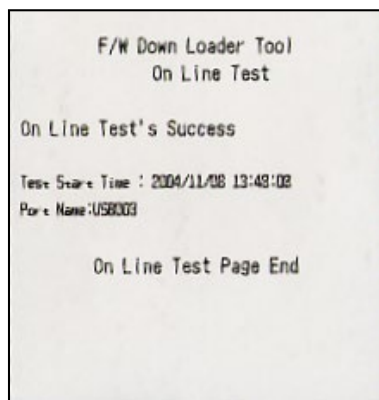 F/W Down Loader Tool
On Line Test
On Line Test's Success
Test Start Time : 2004/11/08 13:49:08
Port Name:USB003
On Line Test Page End